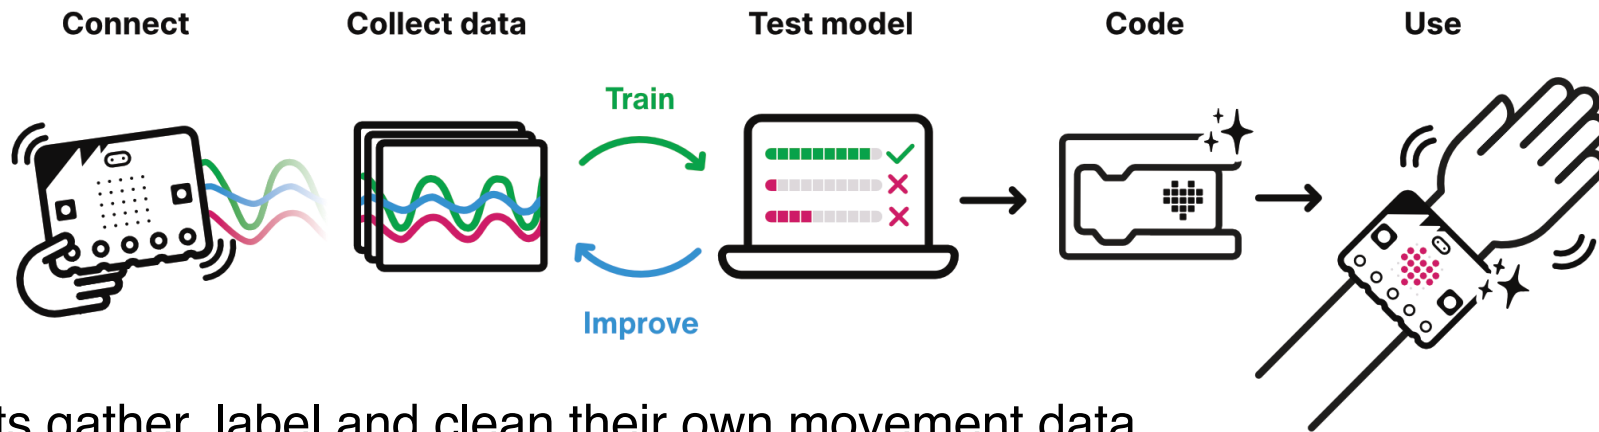 Connect
Collect data
Test model
Code
Use
Train
Improve
gather, label and clean their own movement data